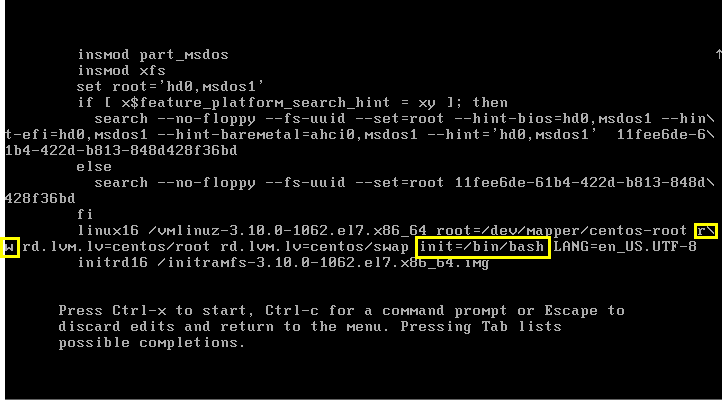 insmod part_msdos
insmod xfs
set root='hd0,msdos1'
if [ x$feature_platform_search_hint = xy ]; then
search --no-floppy --fs-uuid --set=root --hint-bios=hd0,msdos1 --hin\
t-efi=hd0,msdos1 --hint-baremetal=ahci0,msdos1 --hint='hd0,msdos1'  11fee6de-6\
1b4-422d-b813-848d428f36bd
else
search --no-floppy --fs-uuid --set=root 11fee6de-61b4-422d-b813-848d\
428f36bd
fi
linux16 /vmlinuz-3.10.0-1062.el7.x86_64 root=/dev/mapper/centos-root r\
w rd.lvm.lv=centos/root rd.lvm.lv=centos/swap init=/bin/bash LANG=en_US.UTF-8
initrd16 /initramfs-3.10.0-1062.el7.x86_64.img
Press Ctrl-x to start, Ctrl-c for a command prompt or Escape to
discard edits and return to the menu. Pressing Tab lists
possible completions.